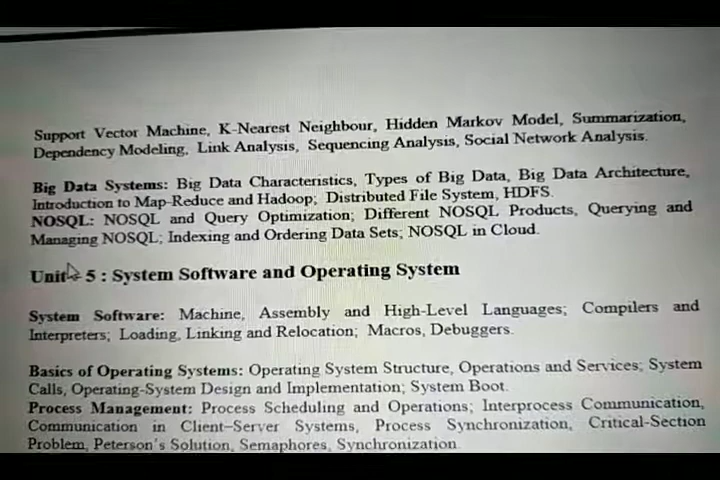 Support Vector Machine, K-Nearest Neighbour, Hidden Markov Model, Summarization,
Dependency Modeling, Link Analysis, Sequencing Analysis, Social Network Analysis.
Big Data Systems: Big Data Characteristics, Types of Big Data, Big Data Architecture,
Introduction to Map-Reduce and Hadoop; Distributed File System, HDFS.
NOSQL: NOSQL and Query Optimization; Different NOSQL Products, Querying and
Managing NOSQL; Indexing and Ordering Data Sets; NOSQL in Cloud.
Unit – 5 : System Software and Operating System
System Software: Machine, Assembly and High-Level Languages; Compilers and
Interpreters; Loading, Linking and Relocation; Macros, Debuggers.
Basics of Operating Systems: Operating System Structure, Operations and Services; System
Calls, Operating-System Design and Implementation; System Boot.
Process Management: Process Scheduling and Operations; Interprocess Communication,
Communication in Client–Server Systems, Process Synchronization, Critical-Section
Problem, Peterson's Solution, Semaphores, Synchronization.